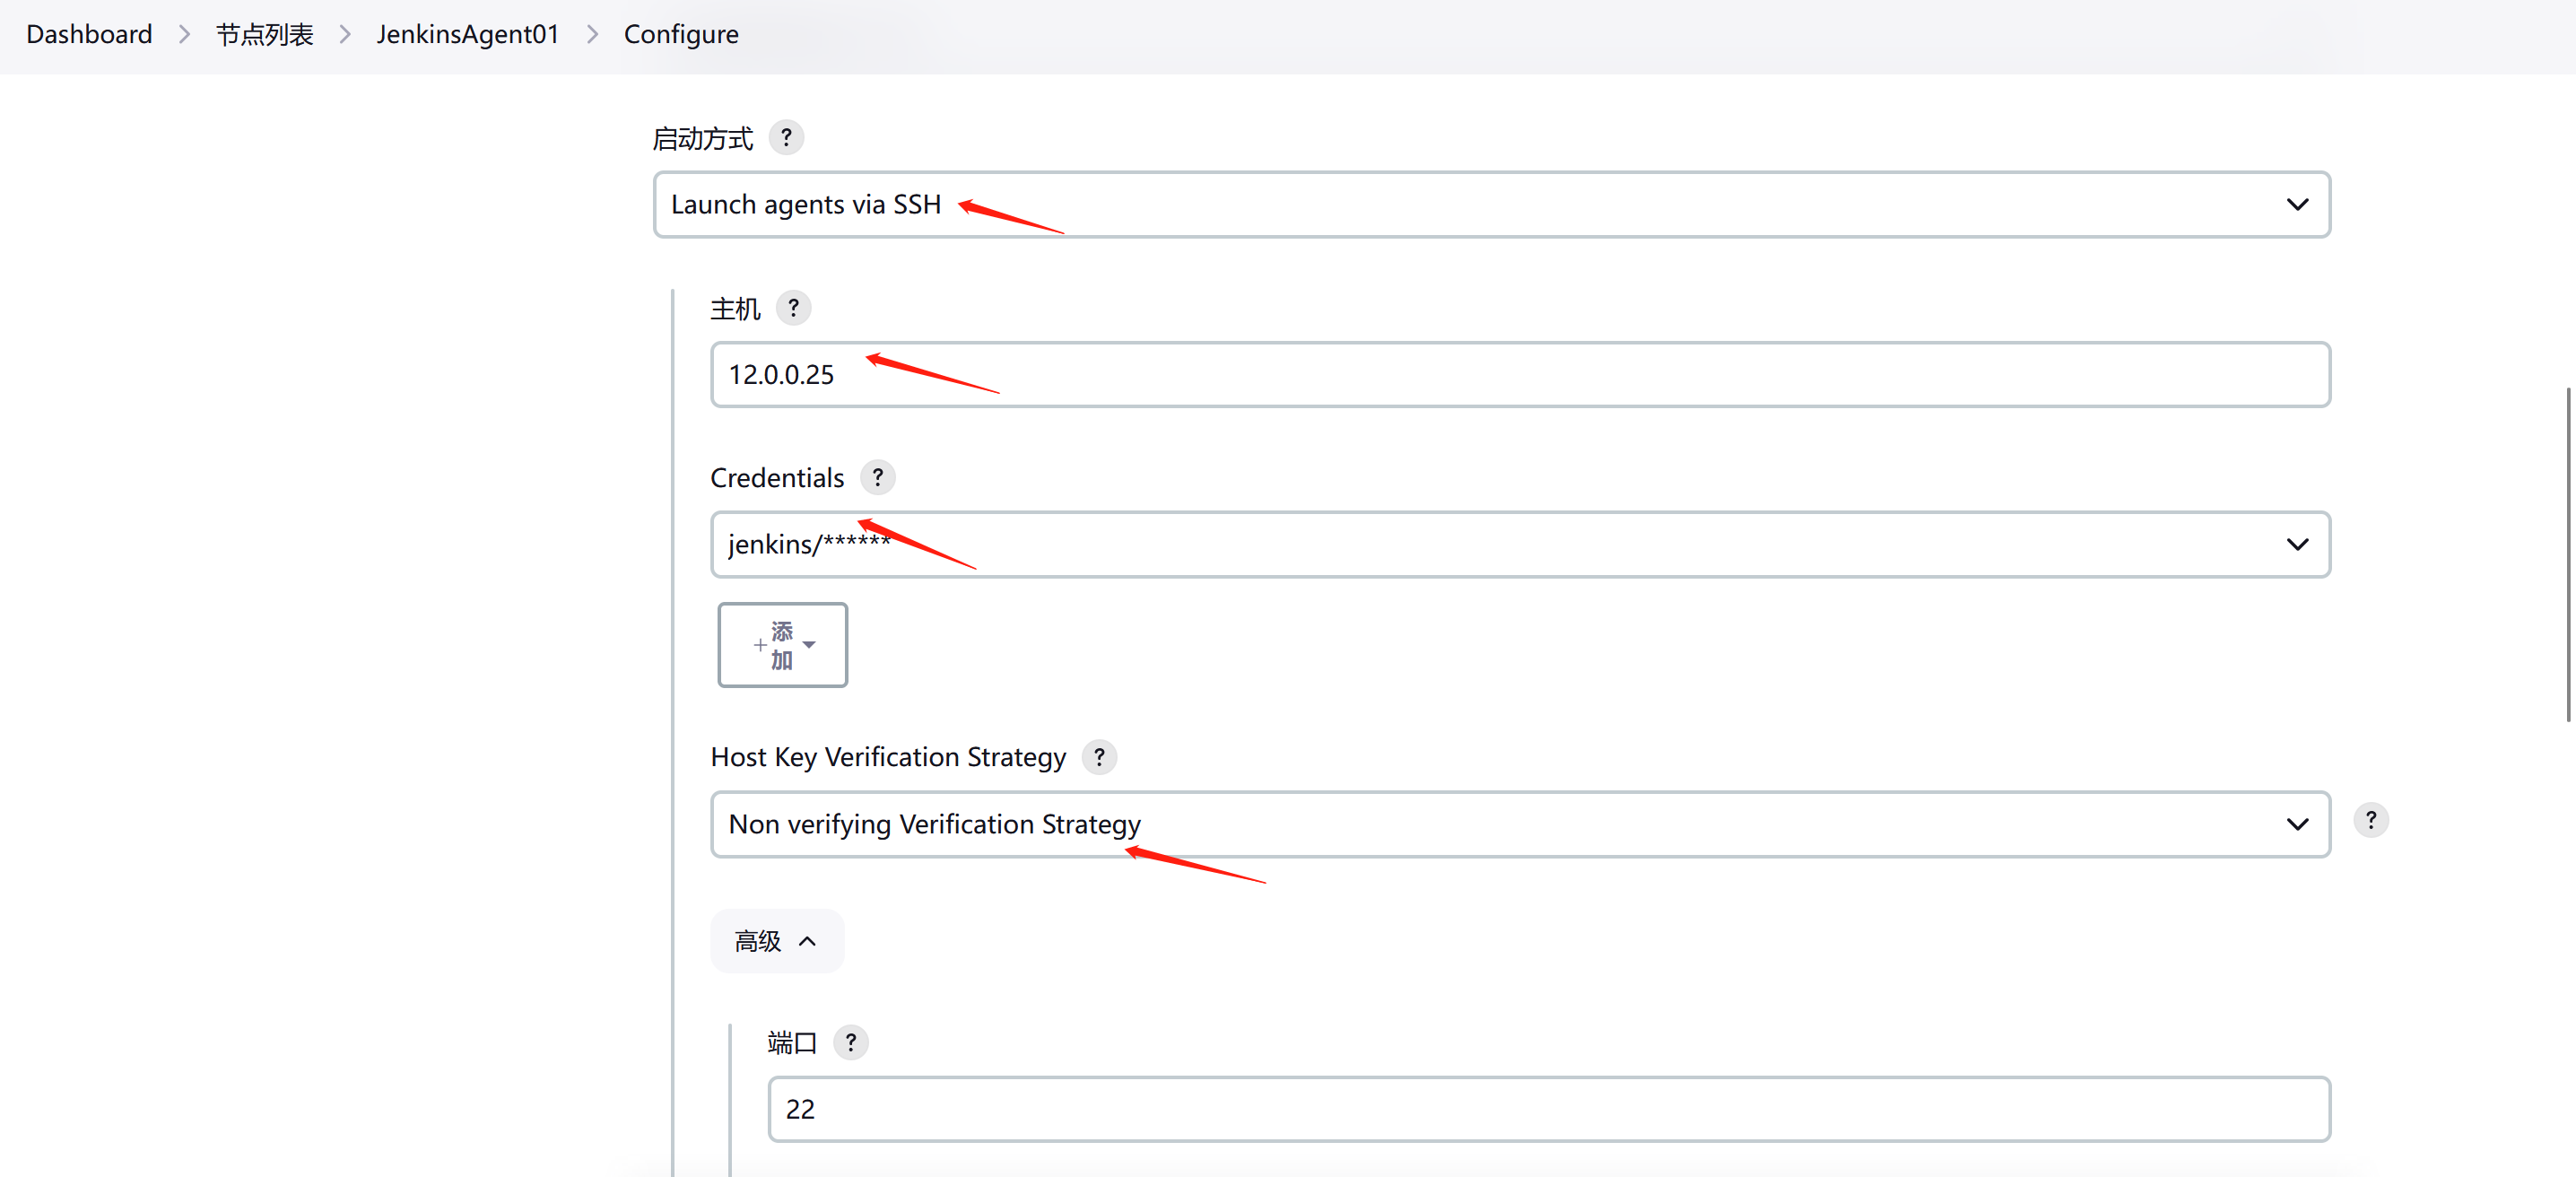 Dashboard > 节点列表 > JenkinsAgent01 > Configure
启动方式 ?
Launch agents via SSH
主机 ?
12.0.0.25
Credentials ?
jenkins/******
+ 添加
Host Key Verification Strategy ?
Non verifying Verification Strategy
?
高级
端口 ?
22